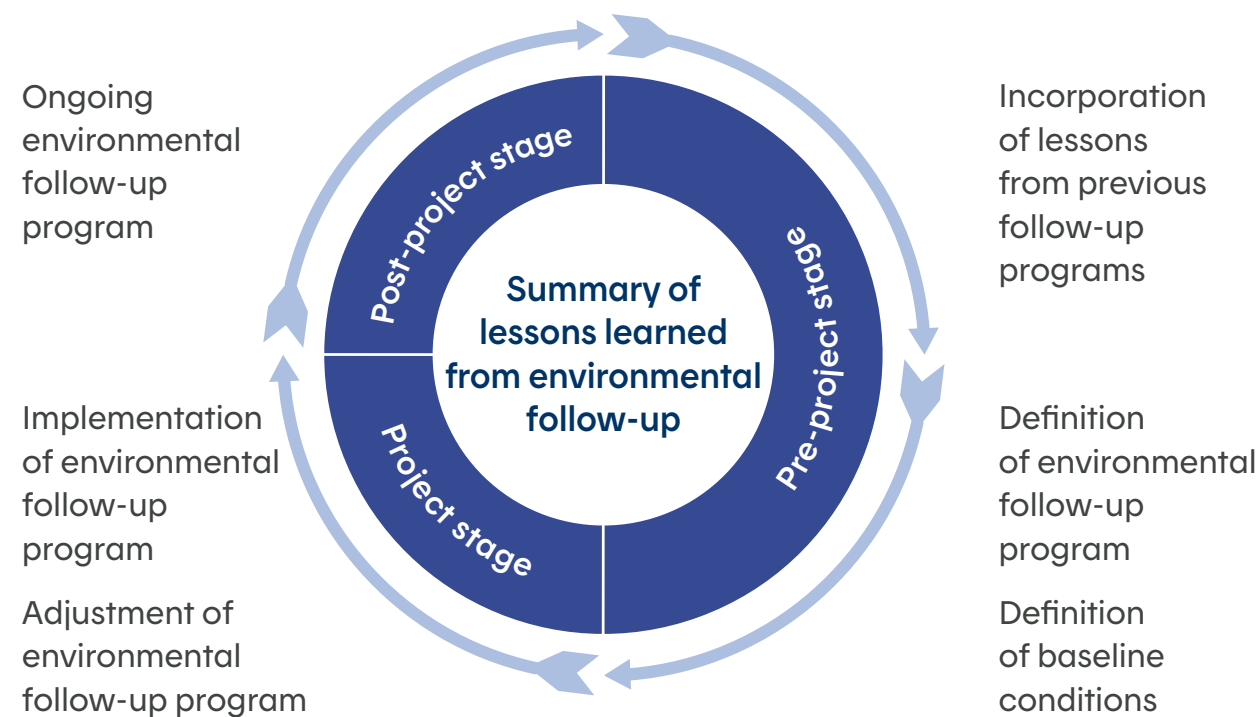 Ongoing
environmental
follow-up
program
Implementation
of environmental
follow-up
program
Adjustment of
environmental
follow-up program
Post-project stage
Project stage
Summary of
lessons learned
from environmental
follow-up
Pre-project stage
Incorporation
of lessons
from previous
follow-up
programs
Definition
of environmental
follow-up
program
Definition
of baseline
conditions